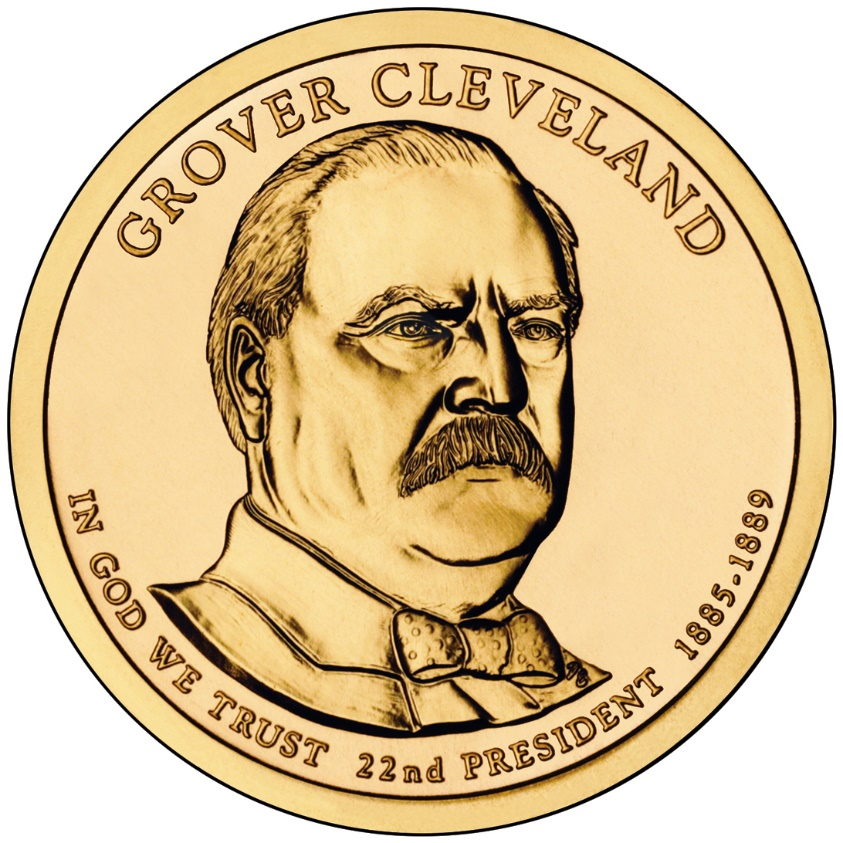 GROVER CLEVELAND
IN GOD WE TRUST 22nd PRESIDENT 1885-1889